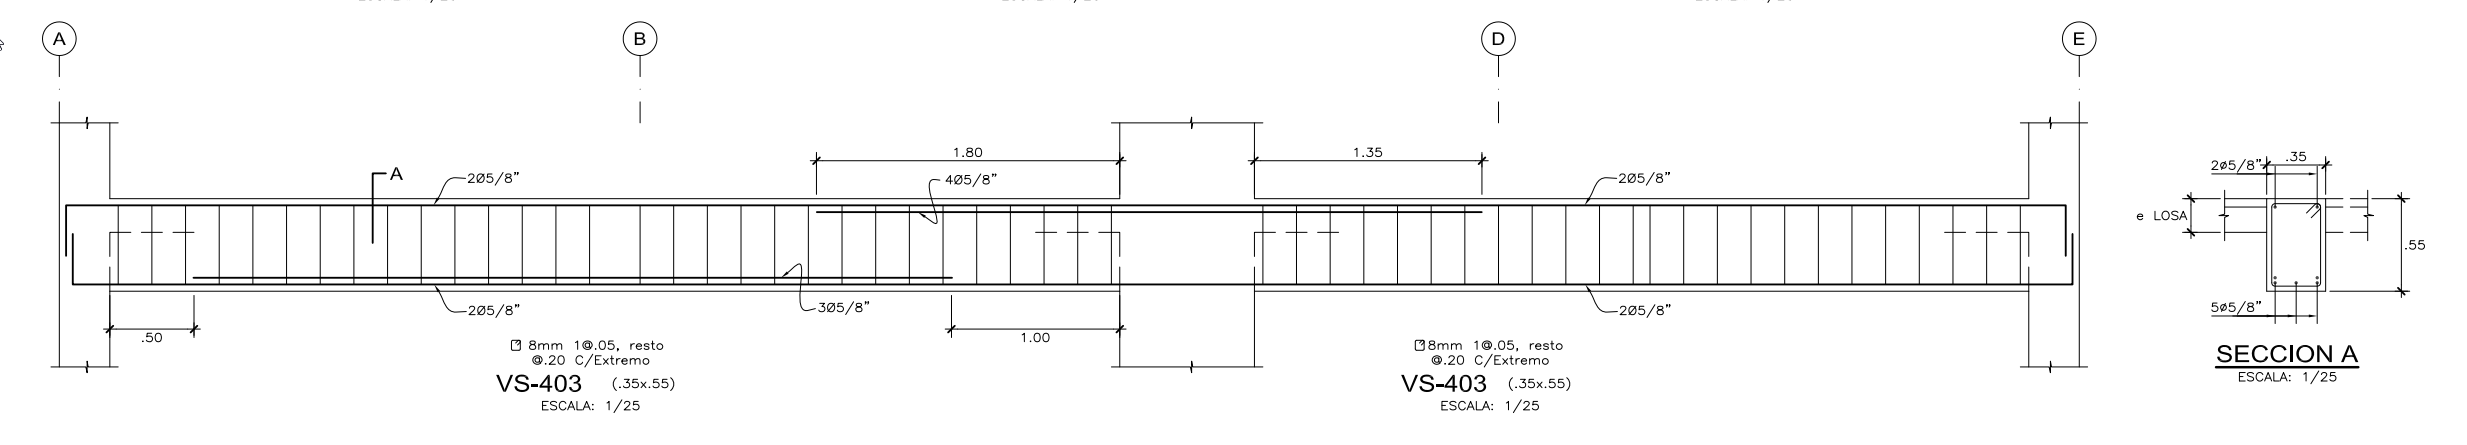 A
B
D
E
1.80
1.35
A
2Ø5/8"
4Ø5/8"
2Ø5/8"
2ø5/8"
.35
e LOSA
.55
2Ø5/8"
3Ø5/8"
2Ø5/8"
5ø5/8"
.50
1.00
8mm 1@.05, resto
@.20 C/Extremo
VS-403 (.35x.55)
ESCALA: 1/25
8mm 1@.05, resto
@.20 C/Extremo
VS-403 (.35x.55)
ESCALA: 1/25
SECCION A
ESCALA: 1/25